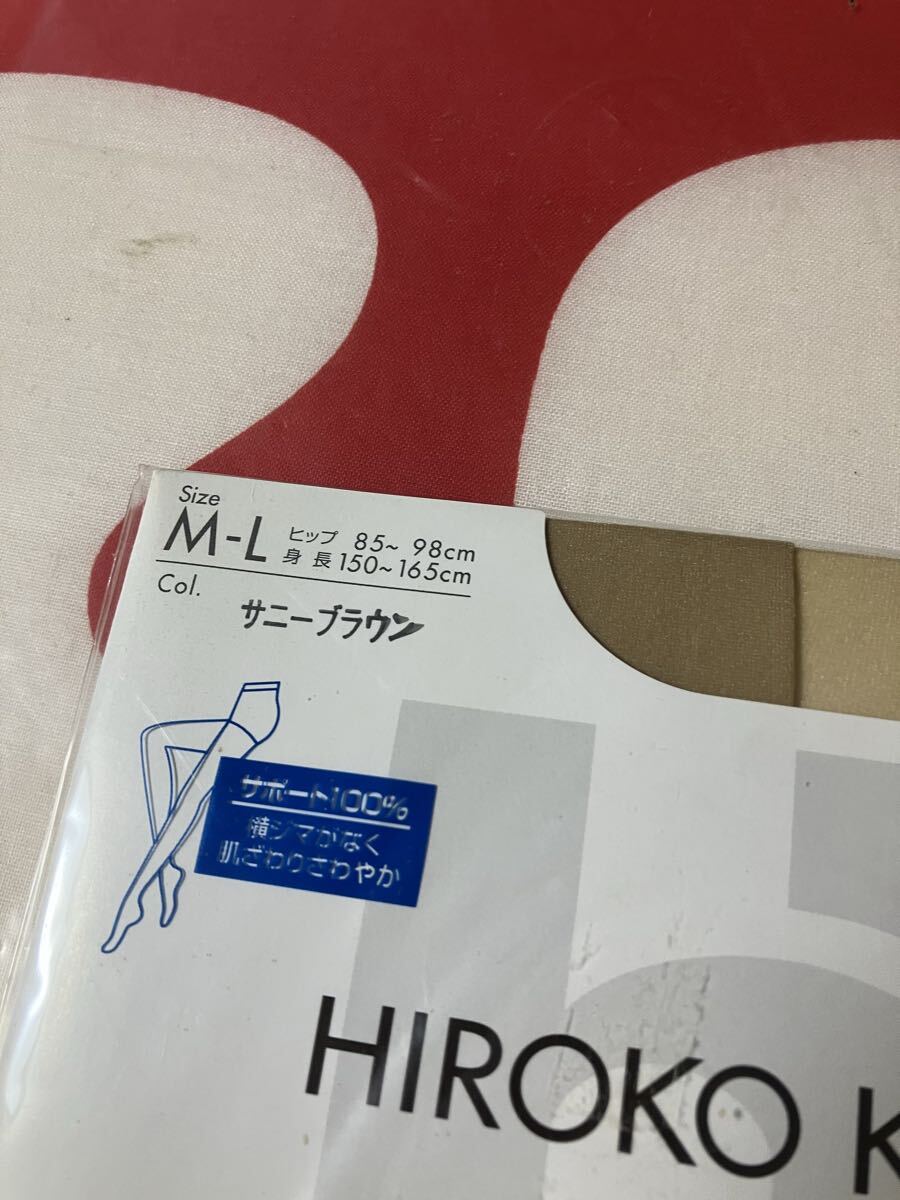 Size
M-L ヒップ 85~ 98cm
身長 150~165cm
Col.
サニーブラウン
サポート100%
横ジマがなく
肌ざわりさわやか
HIROKO K